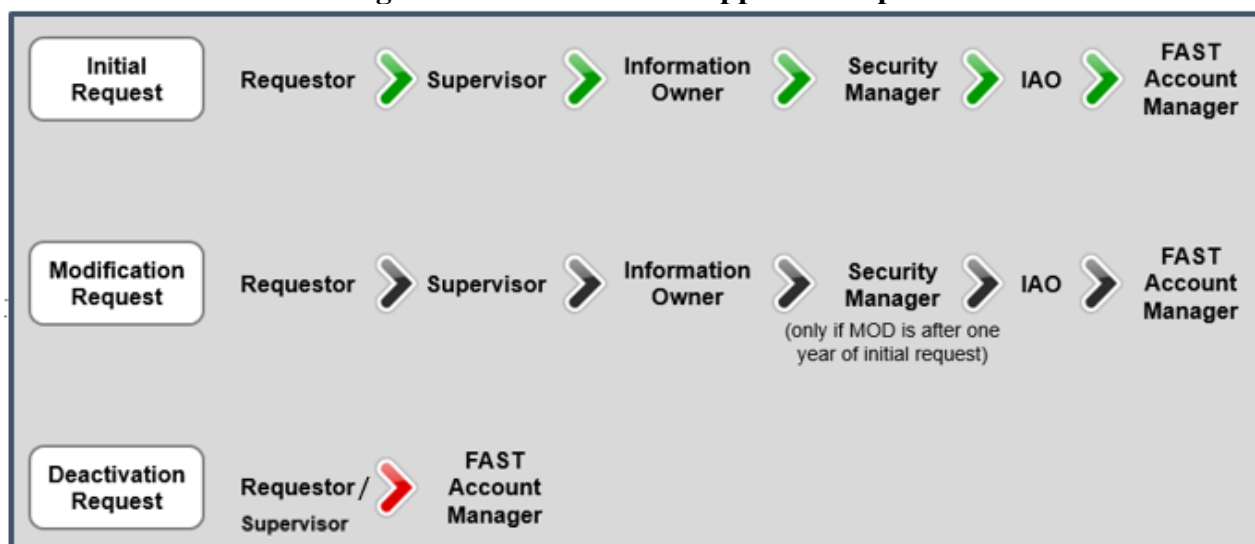 Initial
Request
Requestor
Supervisor
Information
Owner
Security
Manager
IAO
FAST
Account
Manager
Modification
Request
Requestor
Supervisor
Information
Owner
Security
Manager
(only if MOD is after one
year of initial request)
IAO
FAST
Account
Manager
Deactivation
Request
Requestor /
Supervisor
FAST
Account
Manager